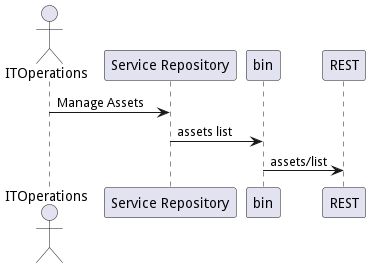 ITOperations
Service Repository
bin
REST
Manage Assets
assets list
assets/list
ITOperations
Service Repository
bin
REST